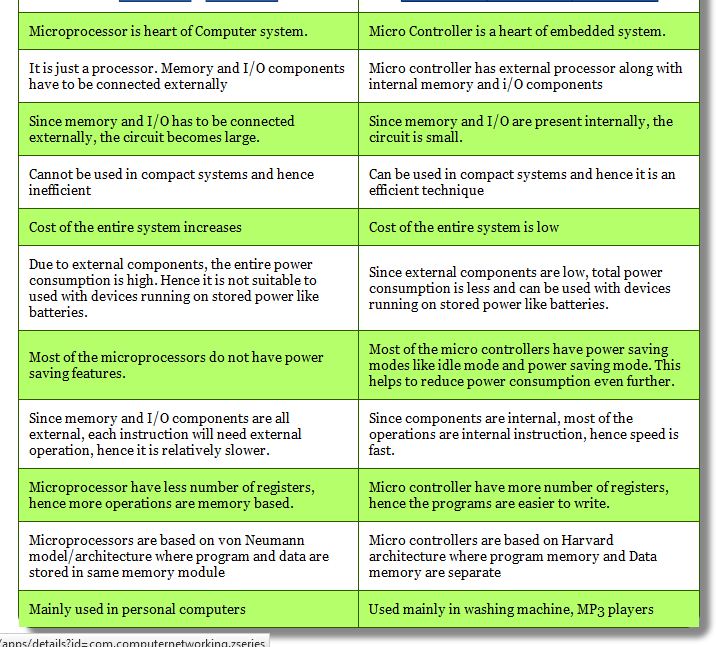 Microprocessor is heart of Computer system.
Micro Controller is a heart of embedded system.
It is just a processor. Memory and I/O components
have to be connected externally
Micro controller has external processor along with
internal memory and i/O components
Since memory and I/O has to be connected
externally, the circuit becomes large.
Since memory and I/O are present internally, the
circuit is small.
Cannot be used in compact systems and hence
inefficient
Can be used in compact systems and hence it is an
efficient technique
Cost of the entire system increases
Cost of the entire system is low
Due to external components, the entire power
consumption is high. Hence it is not suitable to
used with devices running on stored power like
batteries.
Since external components are low, total power
consumption is less and can be used with devices
running on stored power like batteries.
Most of the microprocessors do not have power
saving features.
Most of the micro controllers have power saving
modes like idle mode and power saving mode. This
helps to reduce power consumption even further.
Since memory and I/O components are all
external, each instruction will need external
operation, hence it is relatively slower.
Since components are internal, most of the
operations are internal instruction, hence speed is
fast.
Microprocessor have less number of registers,
hence more operations are memory based.
Micro controller have more number of registers,
hence the programs are easier to write.
Microprocessors are based on von Neumann
model/architecture where program and data are
stored in same memory module
Micro controllers are based on Harvard
architecture where program memory and Data
memory are separate
Mainly used in personal computers
Used mainly in washing machine, MP3 players
/apps/details?id=com.computernetworking.zseries